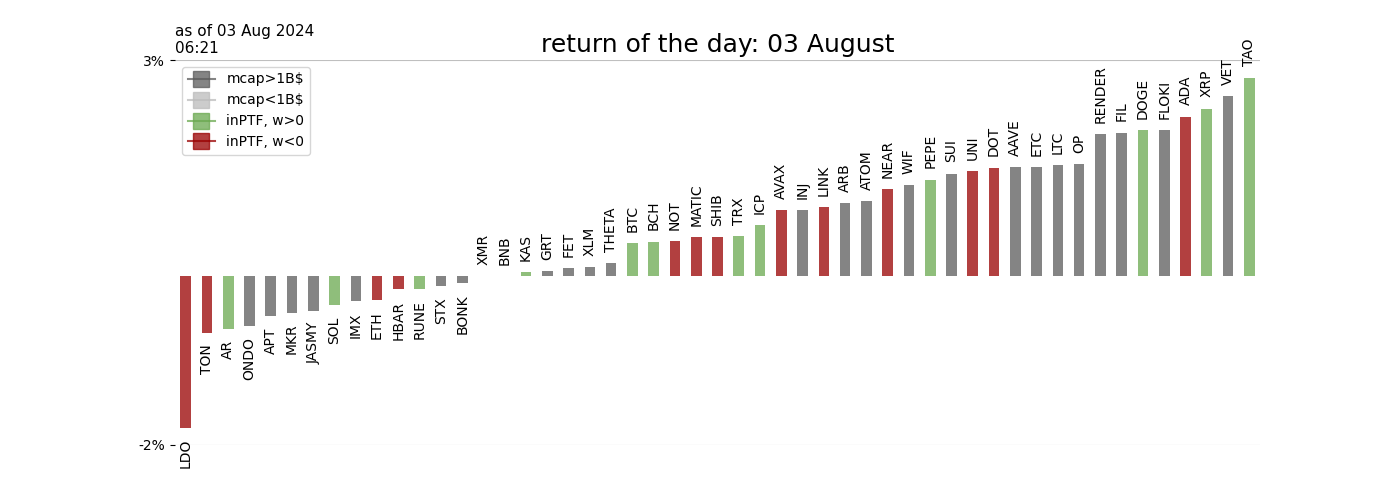 as of 03 Aug 2024
06:21
return of the day: 03 August
3%
-2%
mcap>1B$
mcap<1B$
inPTF, w>0
inPTF, w<0
LDO
TON
AR
ONDO
APT
MKR
JASMY
SOL
IMX
ETH
HBAR
RUNE
STX
BONK
XMR
BNB
KAS
GRT
FET
XLM
THETA
BTC
BCH
NOT
MATIC
SHIB
TRX
ICP
AVAX
INJ
LINK
ARB
ATOM
NEAR
WIF
PEPE
SUI
UNI
DOT
AAVE
ETC
LTC
OP
RENDER
FIL
DOGE
FLOKI
ADA
XRP
VET
TAO